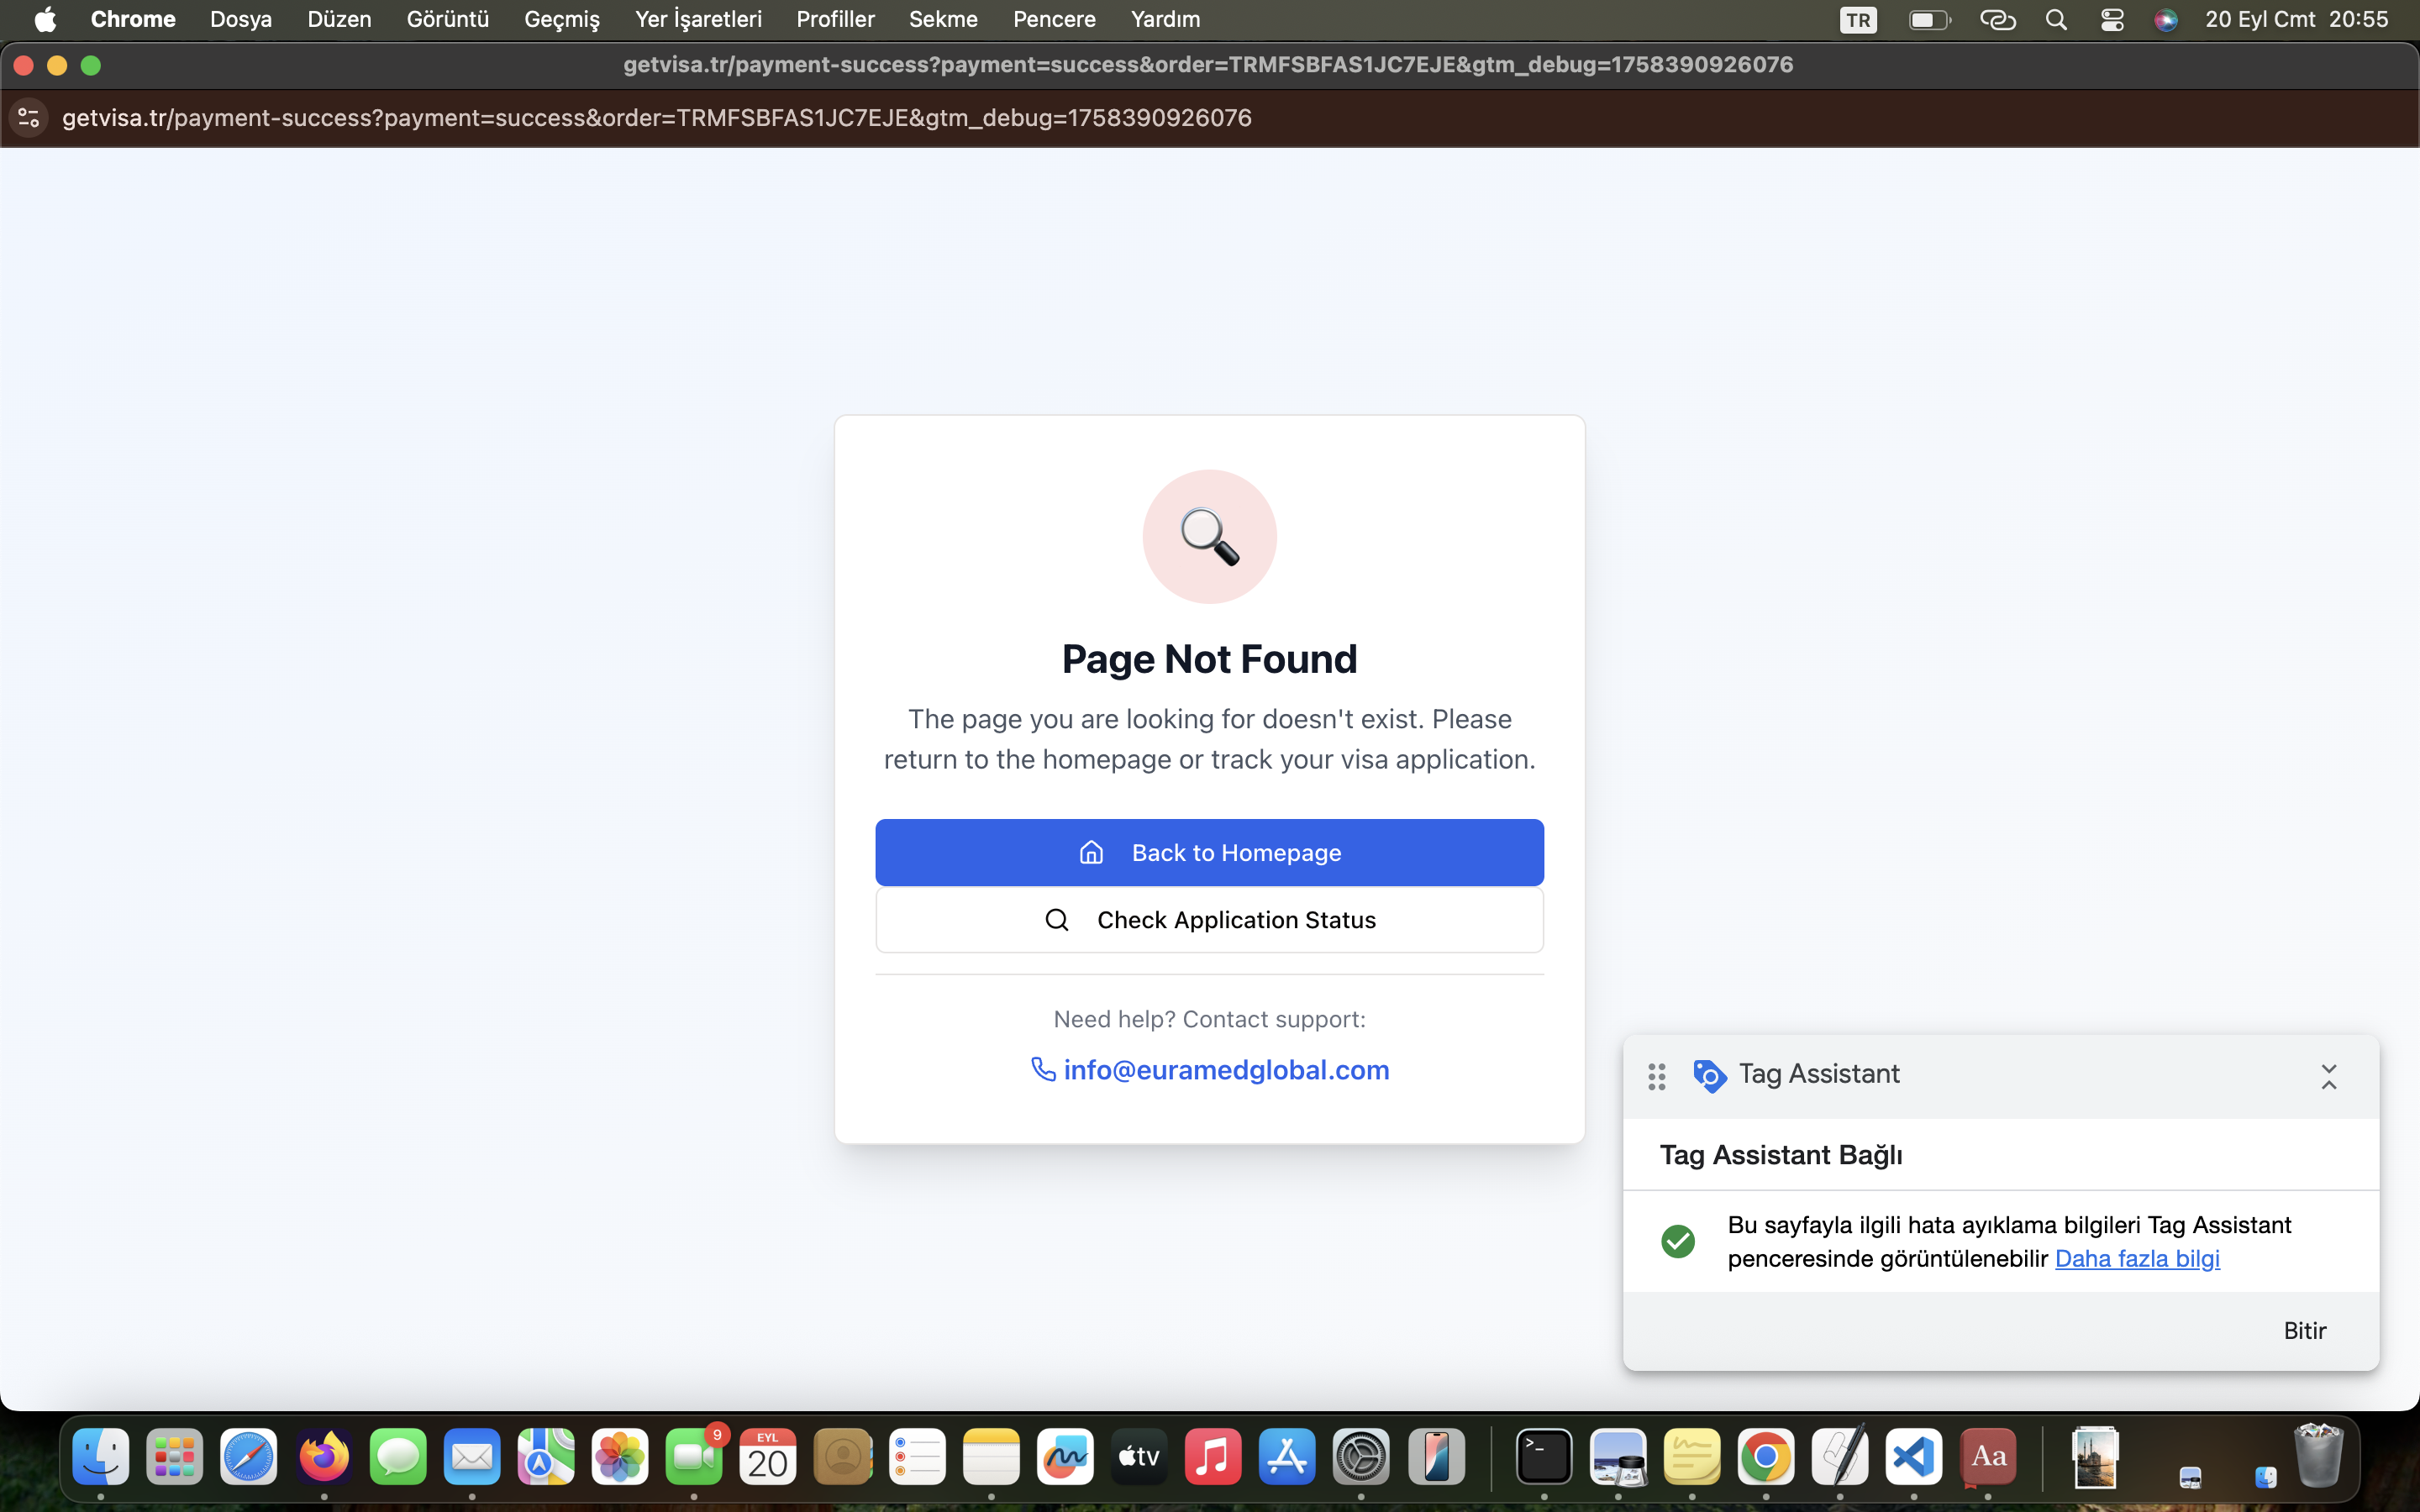 Chrome Dosya Düzen Görüntü Geçmiş Yer İşaretleri Profiller Sekme Pencere Yardım TR 20 Eyl Cmt 20:55
getvisa.tr/payment-success?payment=success&order=TRMFSBFAS1JC7EJE&gtm_debug=1758390926076
getvisa.tr/payment-success?payment=success&order=TRMFSBFAS1JC7EJE&gtm_debug=1758390926076
Page Not Found
The page you are looking for doesn't exist. Please
return to the homepage or track your visa application.
Back to Homepage
Check Application Status
Need help? Contact support:
info@euramedglobal.com
Tag Assistant
Tag Assistant Bağlı
Bu sayfayla ilgili hata ayıklama bilgileri Tag Assistant
penceresinde görüntülenebilir Daha fazla bilgi
Bitir
9
EYL
20
tv
>_
Aa